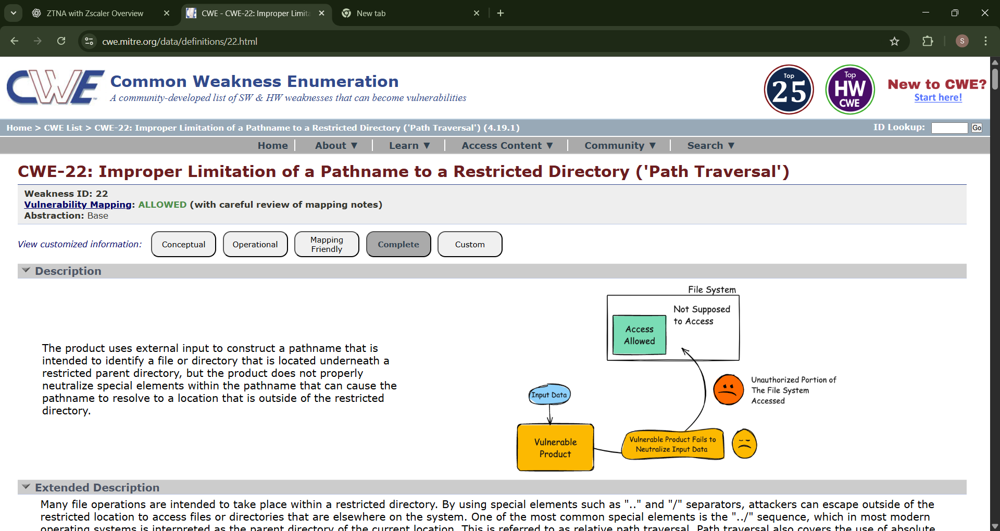 ZTNA with Zscaler Overview
CWE - CWE-22: Improper Limita
New tab
cwe.mitre.org/data/definitions/22.html
S
CWE
Common Weakness Enumeration
A community-developed list of SW & HW weaknesses that can become vulnerabilities
Top
25
Top
HW
CWE
New to CWE?
Start here!
Home > CWE List > CWE-22: Improper Limitation of a Pathname to a Restricted Directory ('Path Traversal') (4.19.1)
ID Lookup:
Go
Home
About ▼
Learn ▼
Access Content ▼
Community ▼
Search ▼
CWE-22: Improper Limitation of a Pathname to a Restricted Directory ('Path Traversal')
Weakness ID: 22
Vulnerability Mapping: ALLOWED (with careful review of mapping notes)
Abstraction: Base
View customized information:
Conceptual
Operational
Mapping
Friendly
Complete
Custom
Description
The product uses external input to construct a pathname that is
intended to identify a file or directory that is located underneath a
restricted parent directory, but the product does not properly
neutralize special elements within the pathname that can cause the
pathname to resolve to a location that is outside of the restricted
directory.
File System
Not Supposed
to Access
Access
Allowed
Input Data
Unauthorized Portion of
The File System
Accessed
Vulnerable
Product
Vulnerable Product Fails to
Neutralize Input Data
Extended Description
Many file operations are intended to take place within a restricted directory. By using special elements such as ".." and "/" separators, attackers can escape outside of the
restricted location to access files or directories that are elsewhere on the system. One of the most common special elements is the "../" sequence, which in most modern
operating systems is interpreted as the parent directory of the current location. This is referred to as relative path traversal. Path traversal also covers the use of absolute